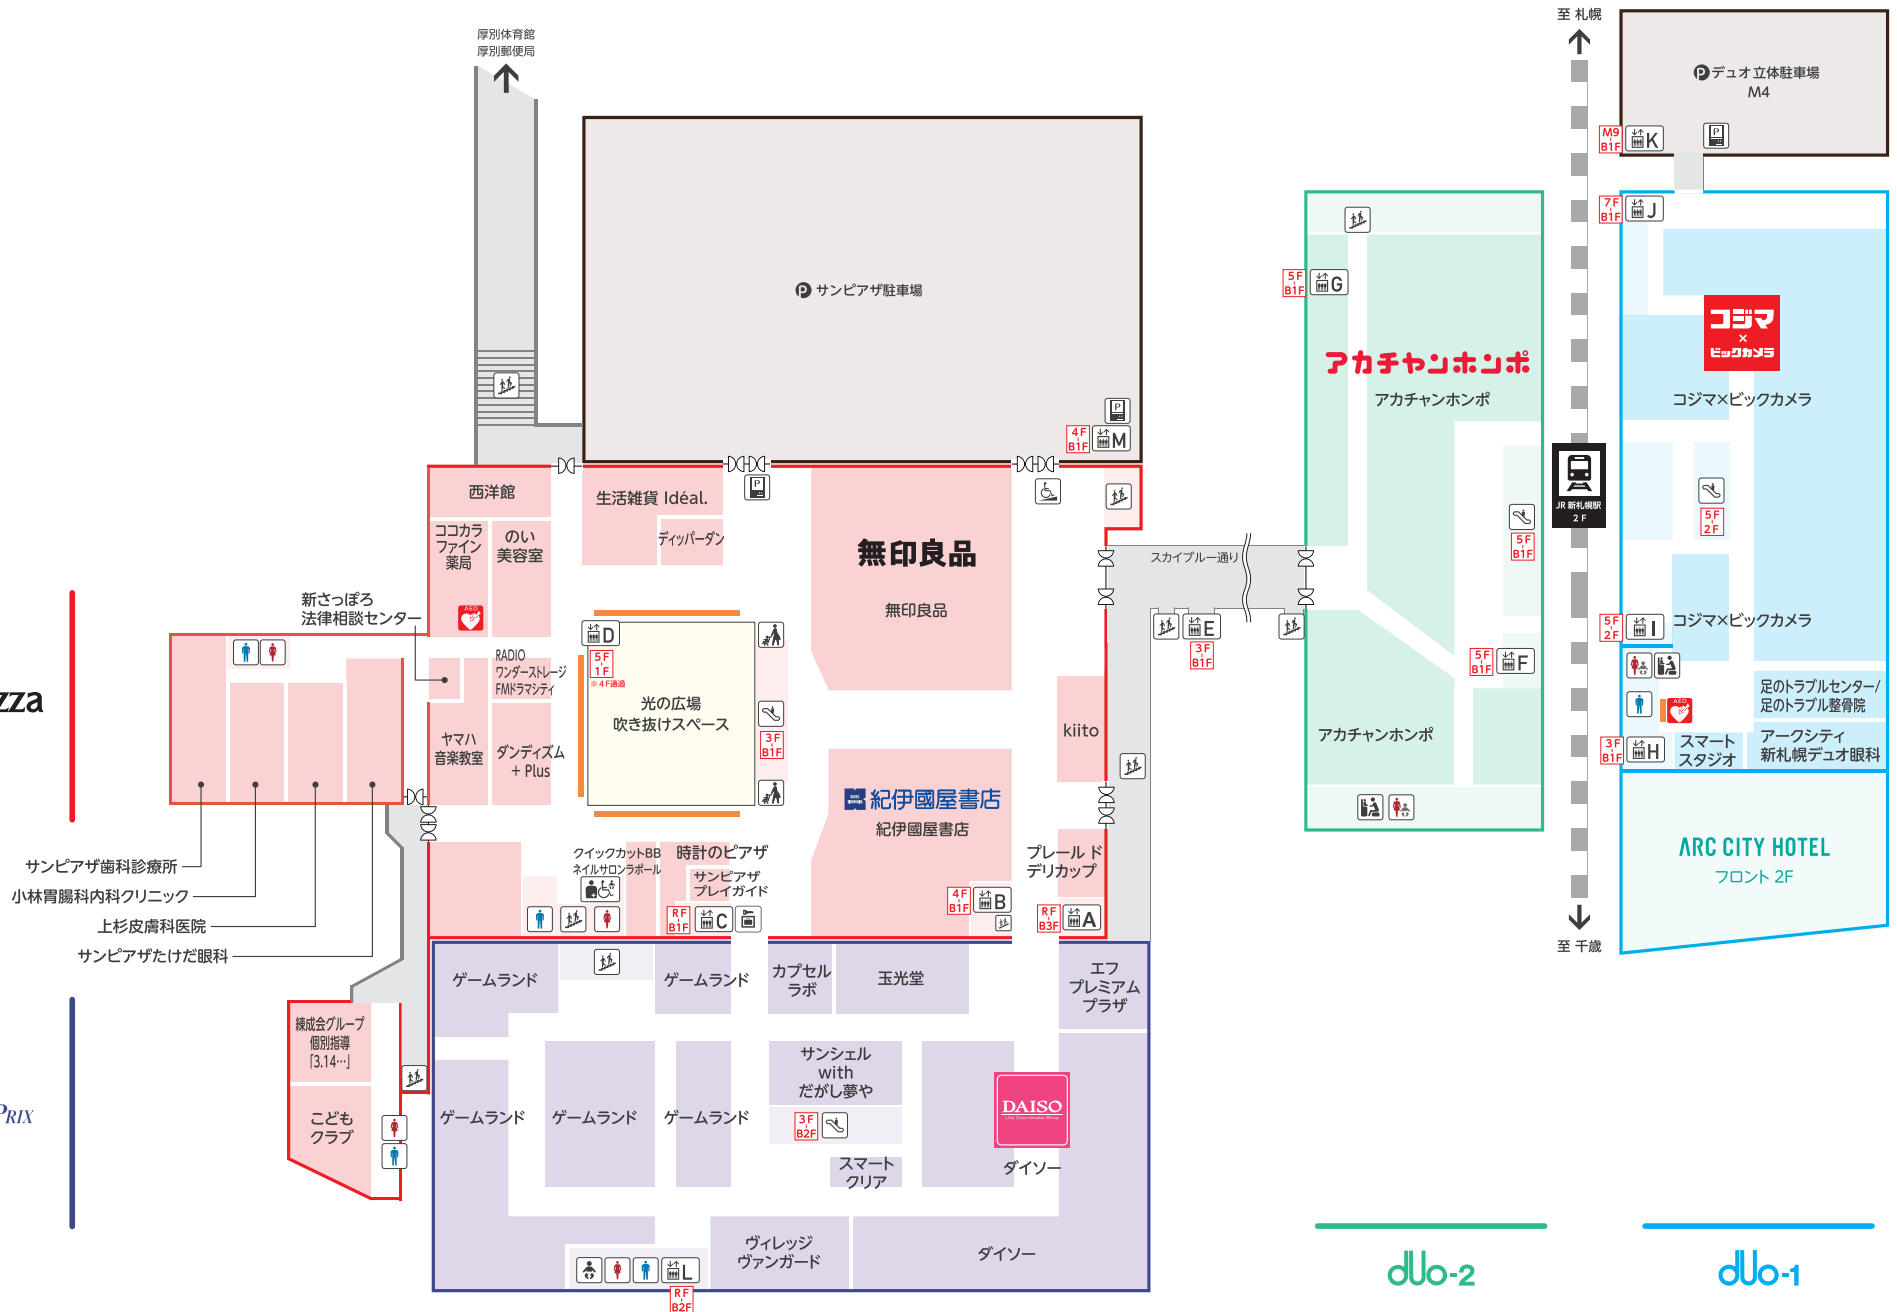 厚別体育館
厚別郵便局
至 札幌
P デュオ立体駐車場
M4
M9
B1F
K
P
7F
B1F
J
P サンピアザ駐車場
5F
B1F
G
コジマ
×
ビックカメラ
アカチャンホンポ
アカチャンホンポ
コジマ×ビックカメラ
P
4F
B1F
M
JR 新札幌駅
2F
西洋館
生活雑貨 Idéal.
P
ココカラ
ファイン
薬局
のい
美容室
ディッパーダン
無印良品
無印良品
スカイブルー通り
5F
B1F
5F
2F
新さっぽろ
法律相談センター
AED
D
5F
1F
※4F通過
E
3F
B1F
5F
2F
I
コジマ×ビックカメラ
RADIO
ワンダーストレージ
FMドラマシティ
5F
B1F
F
光の広場
吹き抜けスペース
3F
B1F
kiito
足のトラブルセンター/
足のトラブル整骨院
AED
zza
ヤマハ
音楽教室
ダンディズム
+ Plus
アカチャンホンポ
3F
B1F
H
スマート
スタジオ
アークシティ
新札幌デュオ眼科
紀伊國屋書店
紀伊國屋書店
サンピアザ歯科診療所
小林胃腸科内科クリニック
上杉皮膚科医院
サンピアザたけだ眼科
クイックカットBB
ネイルサロンラポール
時計のピアザ
サンピアザ
プレイガイド
プレールド
デリカップ
ARC CITY HOTEL
フロント 2F
RF
B1F
C
4F
B1F
B
RF
B3F
A
至 千歳
ゲームランド
ゲームランド
カプセル
ラボ
玉光堂
エフ
プレミアム
プラザ
練成会グループ
個別指導
「3.14…」
こども
クラブ
PRIX
ゲームランド
ゲームランド
ゲームランド
サンシェル
with
だがし夢や
3F
B2F
スマート
クリア
DAISO
Life Coordinate Shop
ダイソー
ヴィレッジ
ヴァンガード
ダイソー
L
RF
B2F
duo-2
duo-1